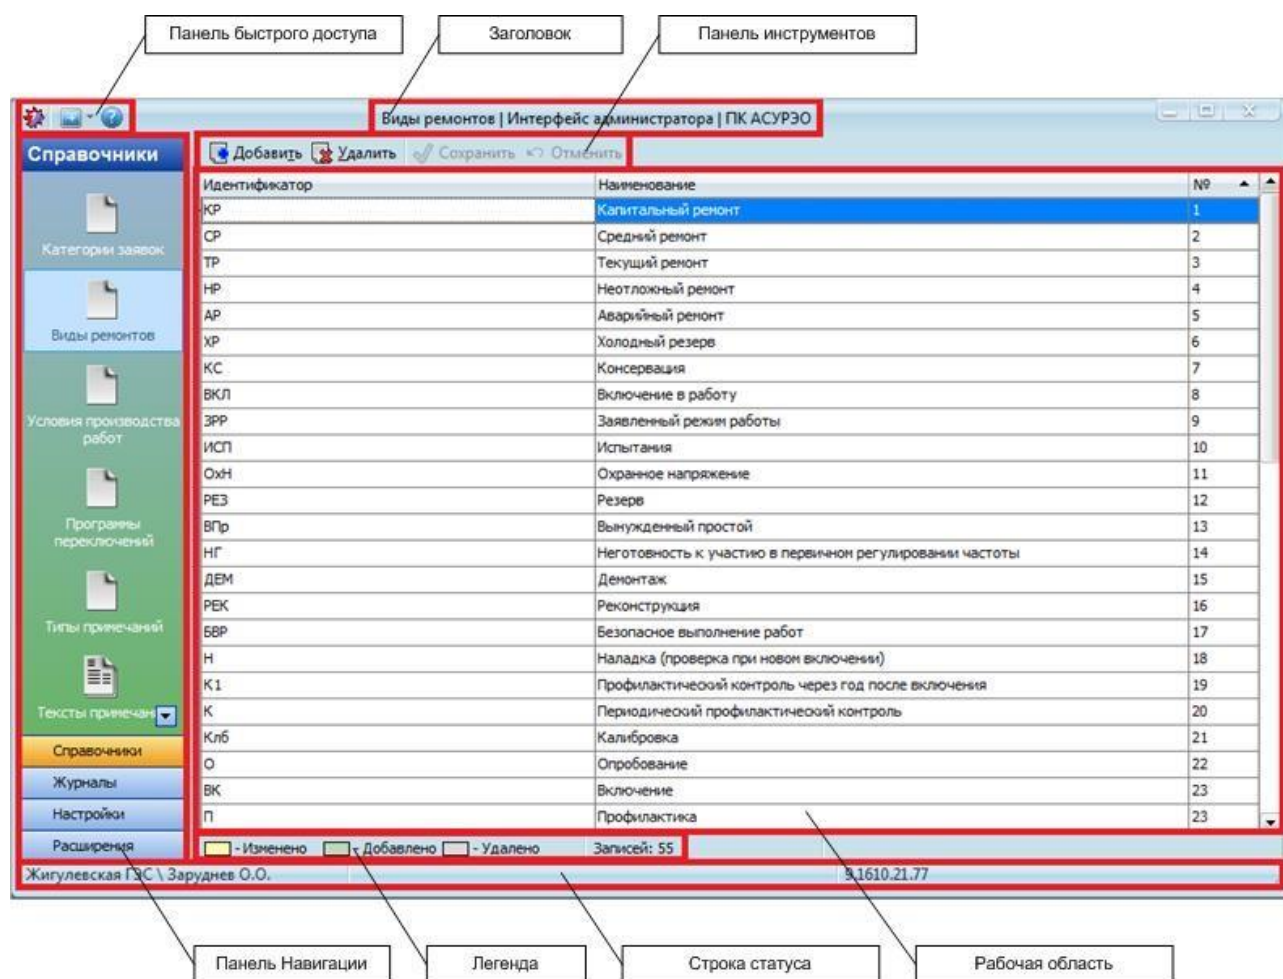 Панель быстрого доступа Заголовок Панель инструментов
Виды ремонтов | Интерфейс администратора | ПК АСУРЭО
Справочники
Добавить Удалить Сохранить Отменить
Идентификатор Наименование №
КР Капитальный ремонт 1
СР Средний ремонт 2
ТР Текущий ремонт 3
НР Неотложный ремонт 4
АР Аварийный ремонт 5
ХР Холодный резерв 6
КС Консервация 7
ВКЛ Включение в работу 8
ЗРР Заявленный режим работы 9
ИСП Испытания 10
ОхН Охранное напряжение 11
РЕЗ Резерв 12
ВПр Вынужденный простой 13
НГ Неготовность к участию в первичном регулировании частоты 14
ДЕМ Демонтаж 15
РЕК Реконструкция 16
БВР Безопасное выполнение работ 17
Н Наладка (проверка при новом включении) 18
К1 Профилактический контроль через год после включения 19
К Периодический профилактический контроль 20
Клб Калибровка 21
О Опробование 22
ВК Включение 23
П Профилактика 23
Категории заявок
Виды ремонтов
Условия производства
работ
Программы
переключений
Типы примечаний
Тексты примечан
Справочники
Журналы
Настройки
Расширения
- Изменено - Добавлено - Удалено Записей: 55
Жигулевская ГЭС \ Заруднев О.О. 9.1610.21.77
Панель Навигации Легенда Строка статуса Рабочая область